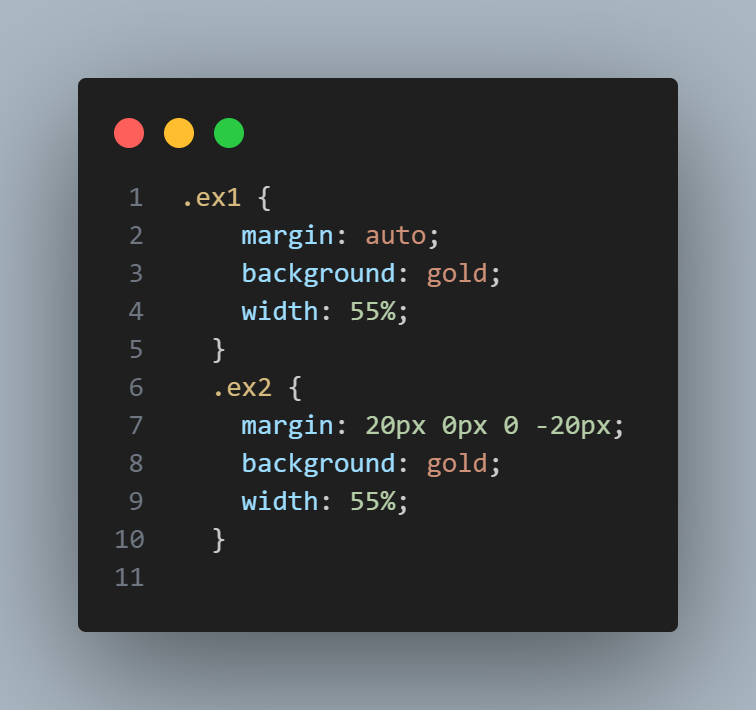 1  .ex1 {
2      margin: auto;
3      background: gold;
4      width: 55%;
5    }
6    .ex2 {
7      margin: 20px 0px 0 -20px;
8      background: gold;
9      width: 55%;
10    }
11